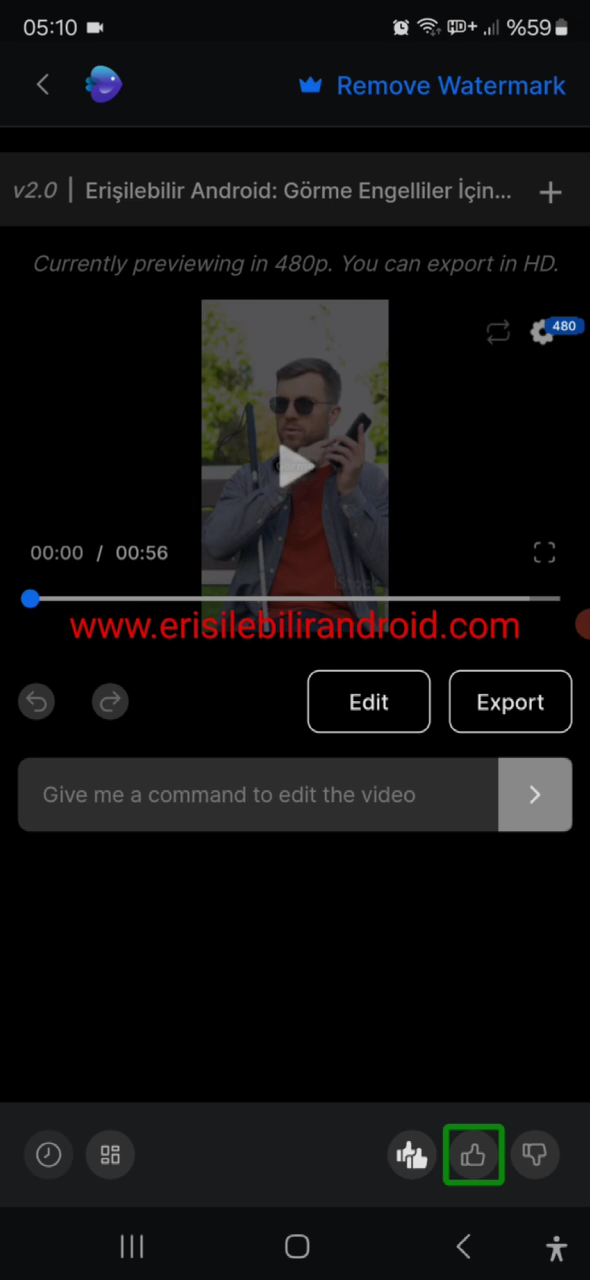 05:10
HD+ %59
Remove Watermark
v2.0 | Erişilebilir Android: Görme Engelliler İçin...
Currently previewing in 480p. You can export in HD.
480
00:00 / 00:56
www.erisilebilirandroid.com
Edit
Export
Give me a command to edit the video